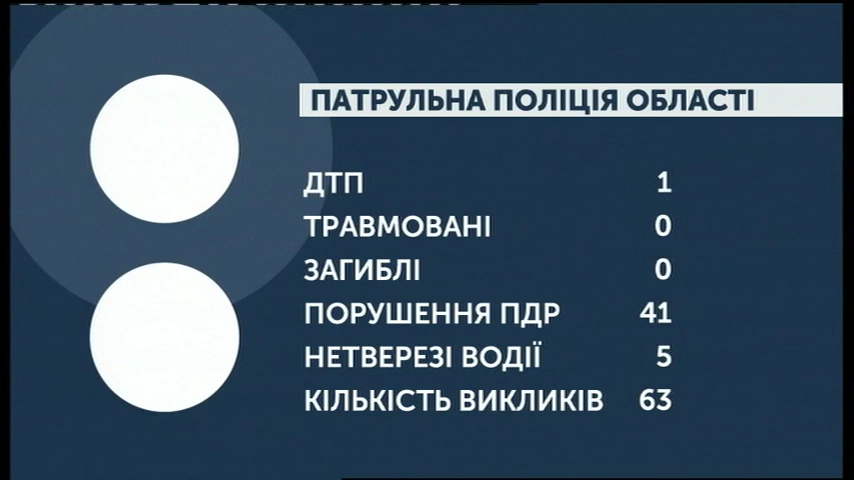 ПАТРУЛЬНА ПОЛІЦІЯ ОБЛАСТІ
ДТП 1
ТРАВМОВАНІ 0
ЗАГИБЛІ 0
ПОРУШЕННЯ ПДР 41
НЕТВЕРЕЗІ ВОДІЇ 5
КІЛЬКІСТЬ ВИКЛИКІВ 63